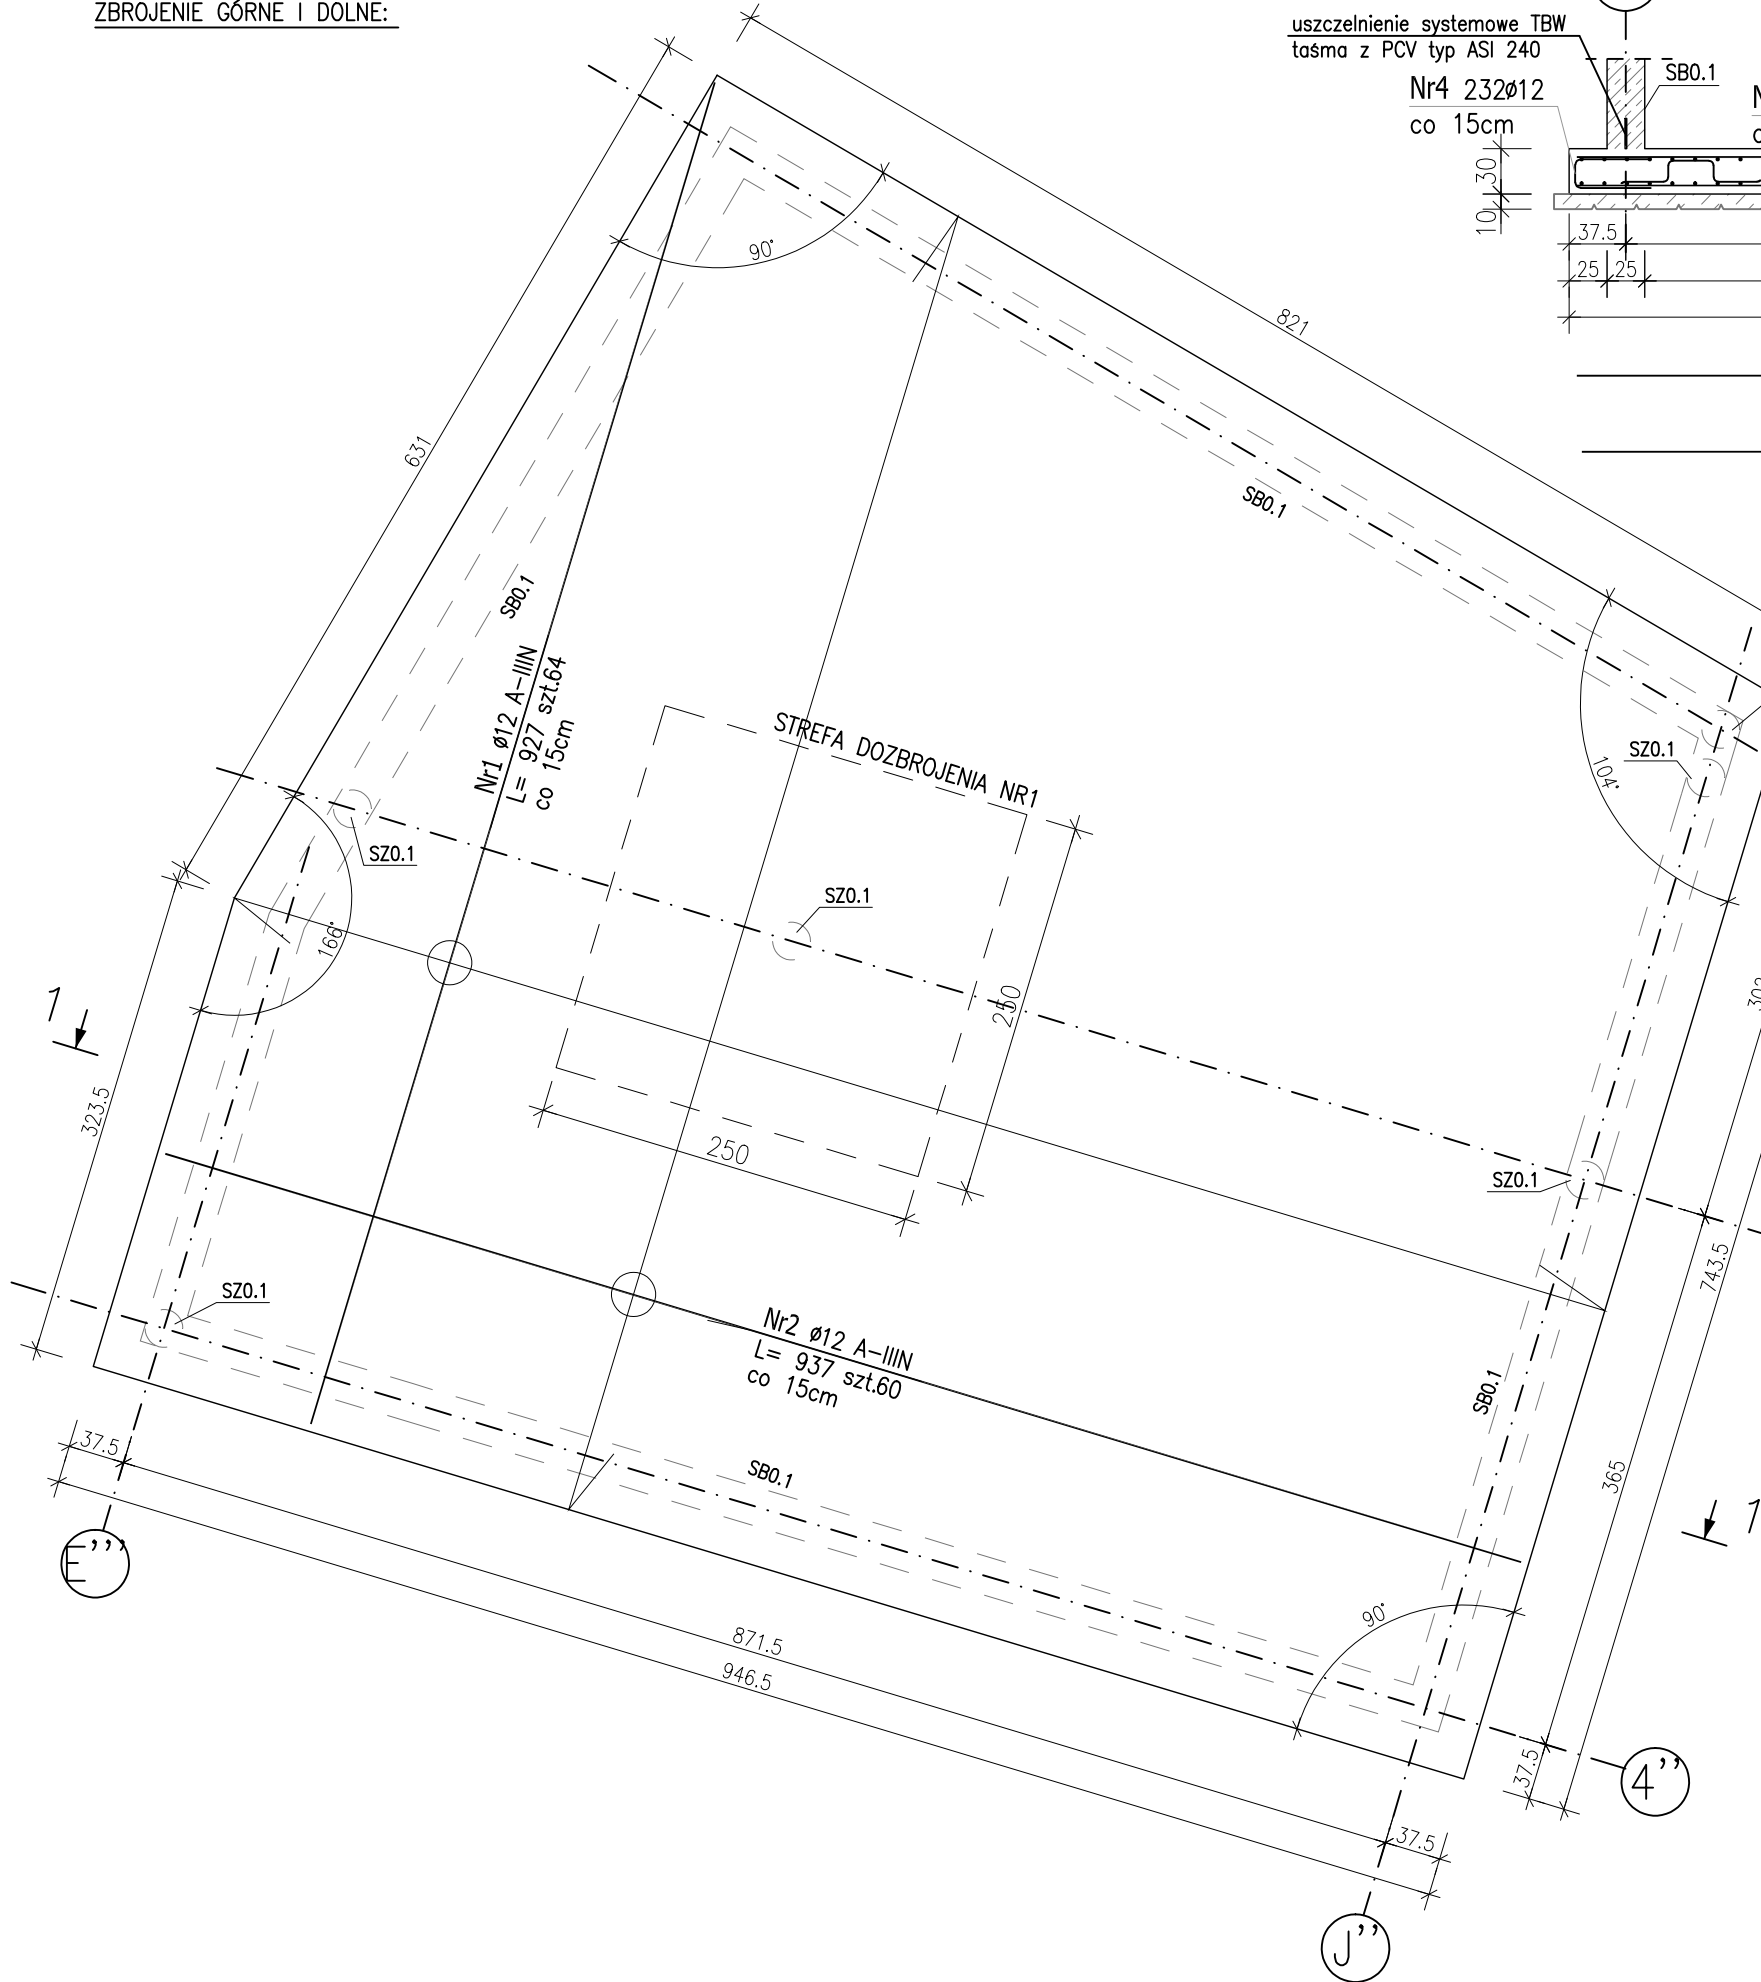 ZBROJENIE GÓRNE I DOLNE:
uszczelnienie systemowe TBW
taśma z PCV typ ASI 240
Nr4 232ø12
co 15cm
SB0.1
30
10
37.5
25
25
90°
821
631
SB0.1
SB0.1
Nr1 ø12 A-IIIN
L= 927 szt.64
co 15cm
STREFA DOZBROJENIA NR1
SZ0.1
104°
SZ0.1
SZ0.1
166°
250
250
1
323.5
SZ0.1
743.5
SZ0.1
Nr2 ø12 A-IIIN
L= 937 szt.60
co 15cm
SB0.1
SB0.1
365
1
37.5
E'''
871.5
946.5
90°
37.5
4''
37.5
J''